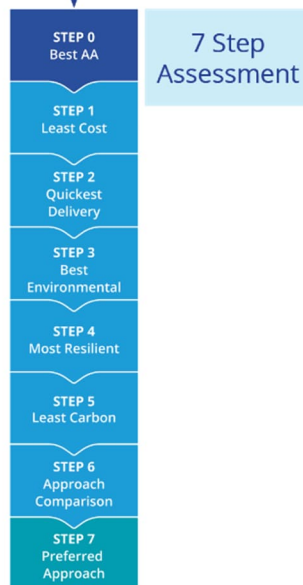 STEP 0
Best AA
7 Step
Assessment
STEP 1
Least Cost
STEP 2
Quickest
Delivery
STEP 3
Best
Environmental
STEP 4
Most Resilient
STEP 5
Least Carbon
STEP 6
Approach
Comparison
STEP 7
Preferred
Approach